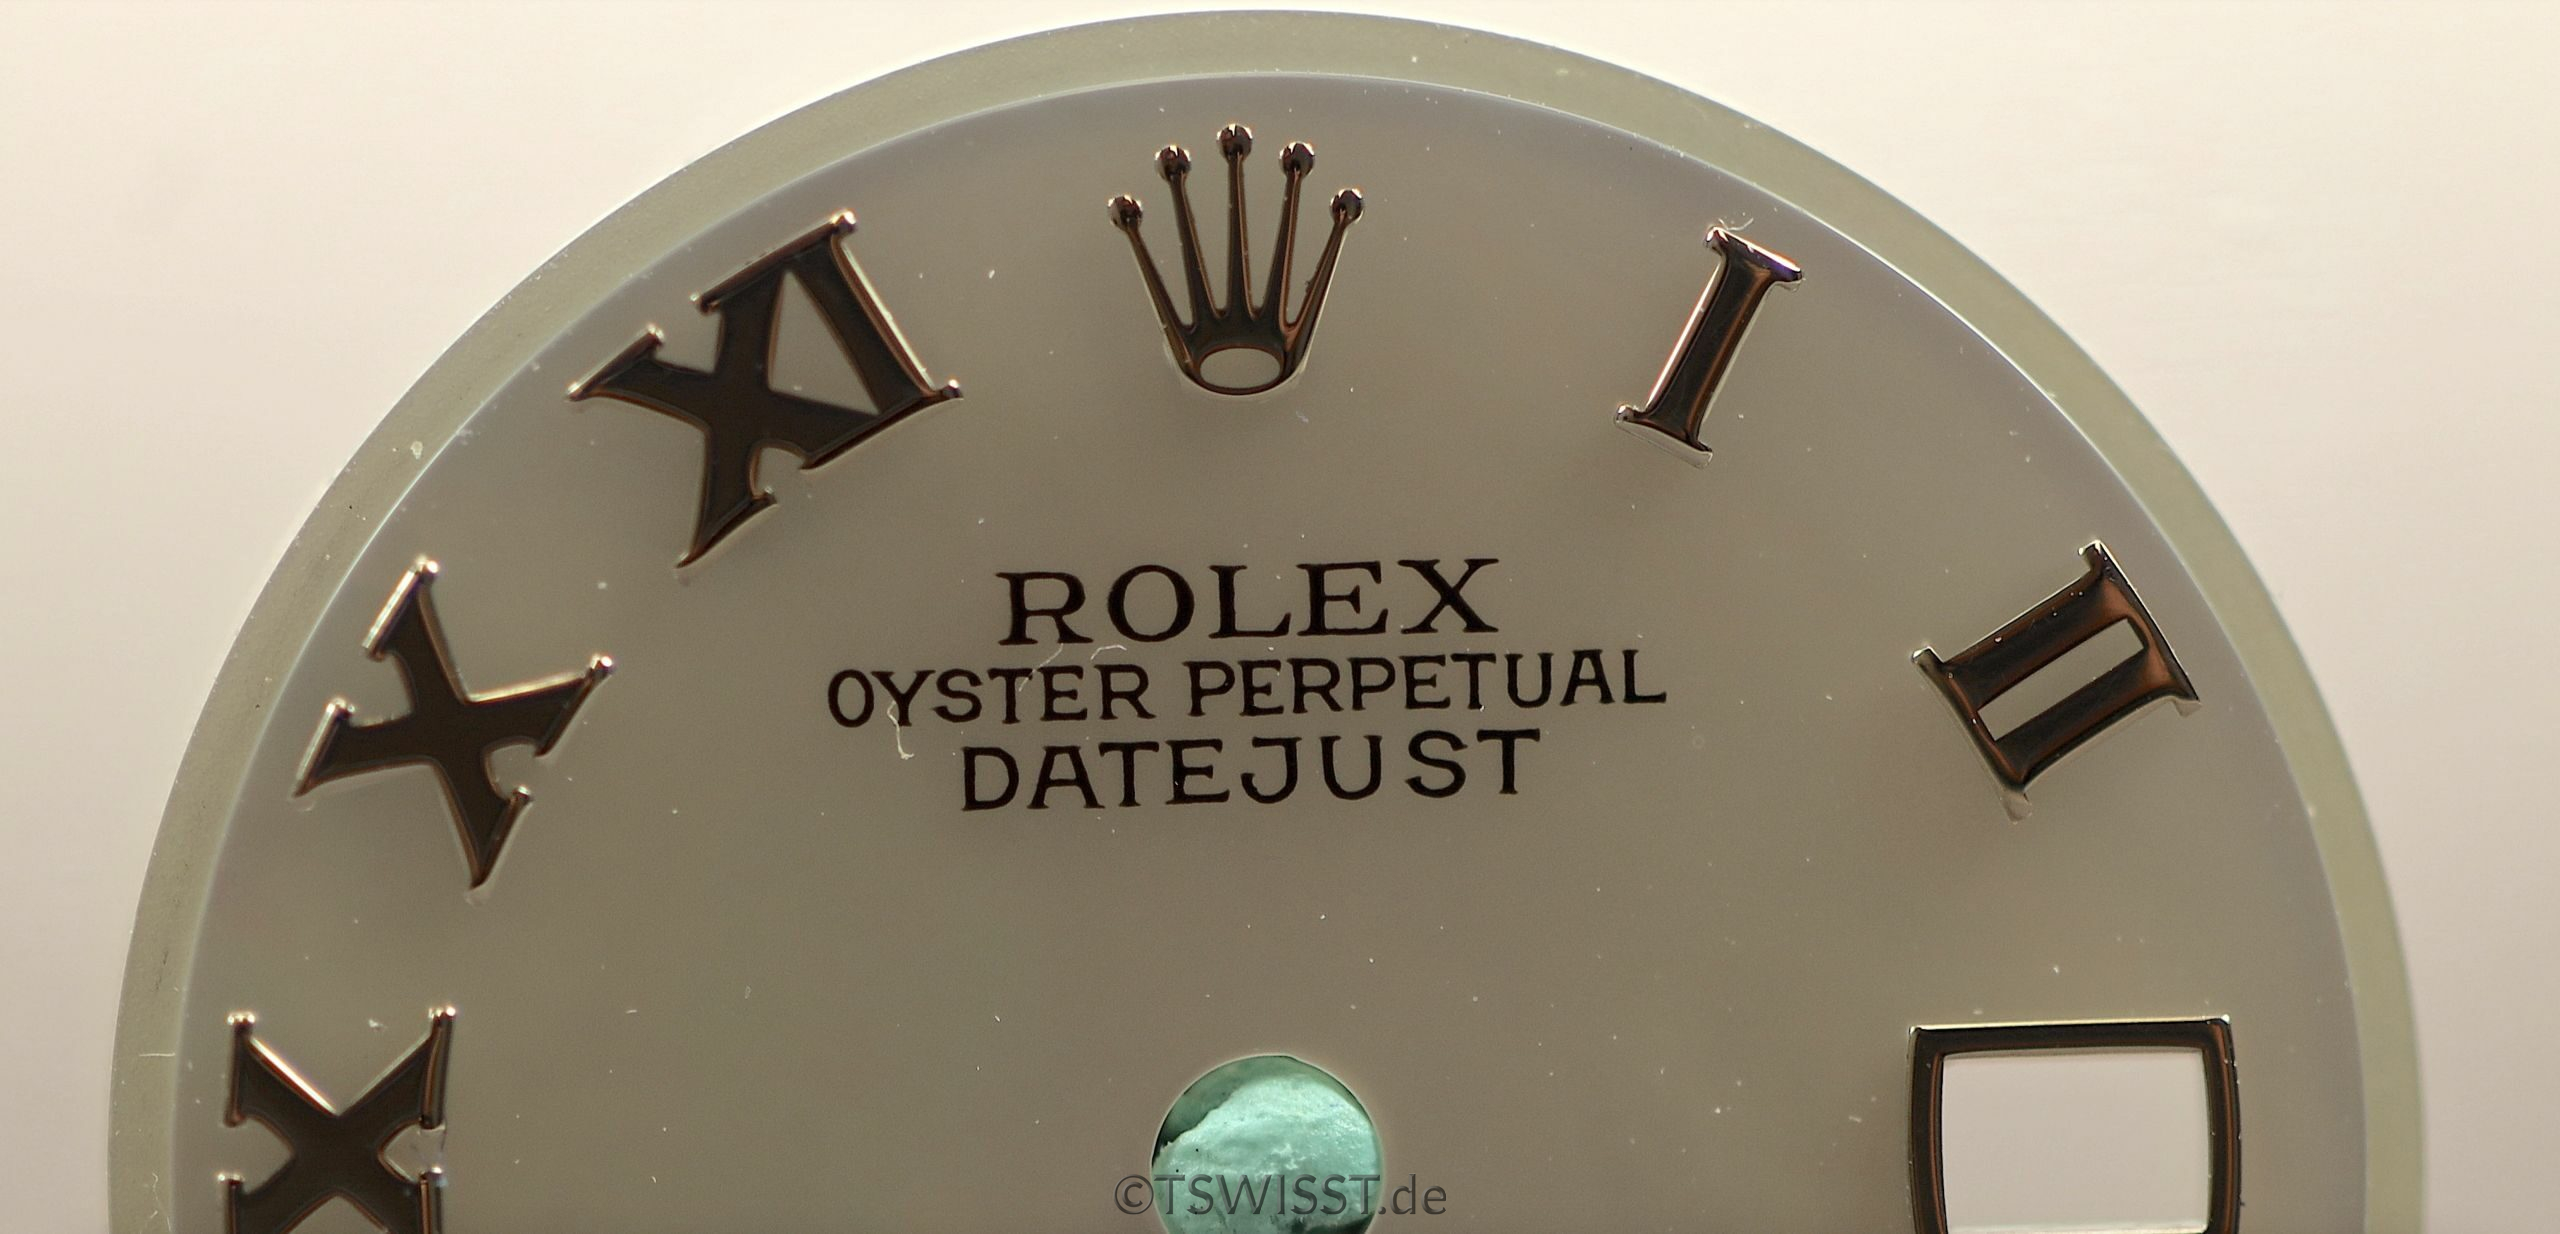 XI
I
X
II
ROLEX
OYSTER PERPETUAL
DATEJUST
©TSWISST.de